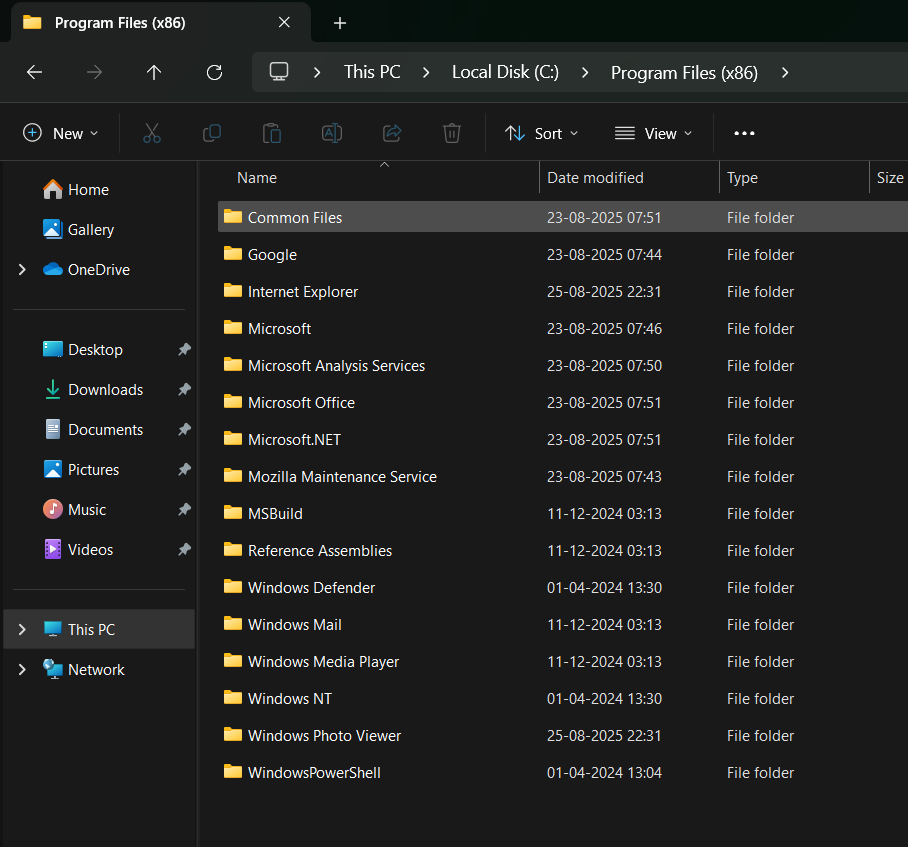 Program Files (x86)
This PC Local Disk (C:) Program Files (x86)
New Sort View
Home
Gallery
OneDrive
Desktop
Downloads
Documents
Pictures
Music
Videos
This PC
Network
Name Date modified Type Size
Common Files 23-08-2025 07:51 File folder
Google 23-08-2025 07:44 File folder
Internet Explorer 25-08-2025 22:31 File folder
Microsoft 23-08-2025 07:46 File folder
Microsoft Analysis Services 23-08-2025 07:50 File folder
Microsoft Office 23-08-2025 07:51 File folder
Microsoft.NET 23-08-2025 07:51 File folder
Mozilla Maintenance Service 23-08-2025 07:43 File folder
MSBuild 11-12-2024 03:13 File folder
Reference Assemblies 11-12-2024 03:13 File folder
Windows Defender 01-04-2024 13:30 File folder
Windows Mail 11-12-2024 03:13 File folder
Windows Media Player 11-12-2024 03:13 File folder
Windows NT 01-04-2024 13:30 File folder
Windows Photo Viewer 25-08-2025 22:31 File folder
WindowsPowerShell 01-04-2024 13:04 File folder